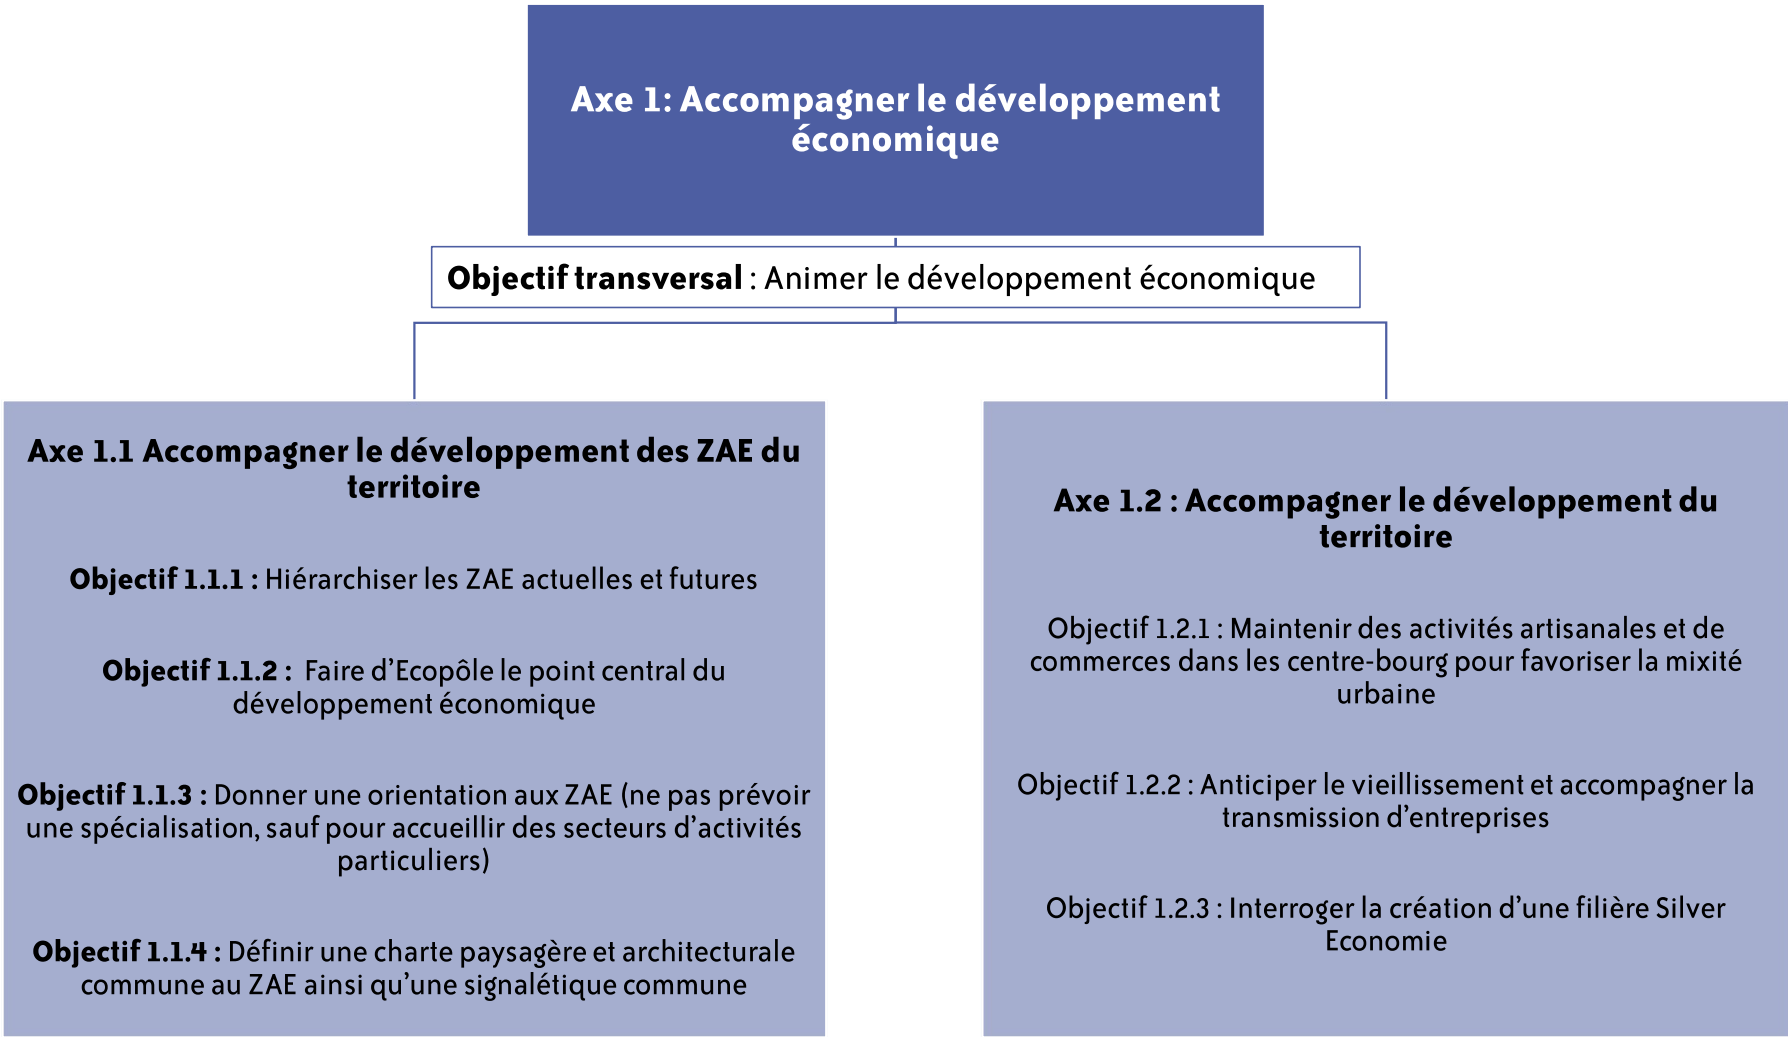 Axe 1: Accompagner le développement
économique
Objectif transversal : Animer le développement économique
Axe 1.1 Accompagner le développement des ZAE du
territoire
Objectif 1.1.1 : Hiérarchiser les ZAE actuelles et futures
Objectif 1.1.2 : Faire d’Ecopôle le point central du
développement économique
Objectif 1.1.3 : Donner une orientation aux ZAE (ne pas prévoir
une spécialisation, sauf pour accueillir des secteurs d’activités
particuliers)
Objectif 1.1.4 : Définir une charte paysagère et architecturale
commune au ZAE ainsi qu’une signalétique commune
Axe 1.2 : Accompagner le développement du
territoire
Objectif 1.2.1 : Maintenir des activités artisanales et de
commerces dans les centre-bourg pour favoriser la mixité
urbaine
Objectif 1.2.2 : Anticiper le vieillissement et accompagner la
transmission d’entreprises
Objectif 1.2.3 : Interroger la création d’une filière Silver
Economie